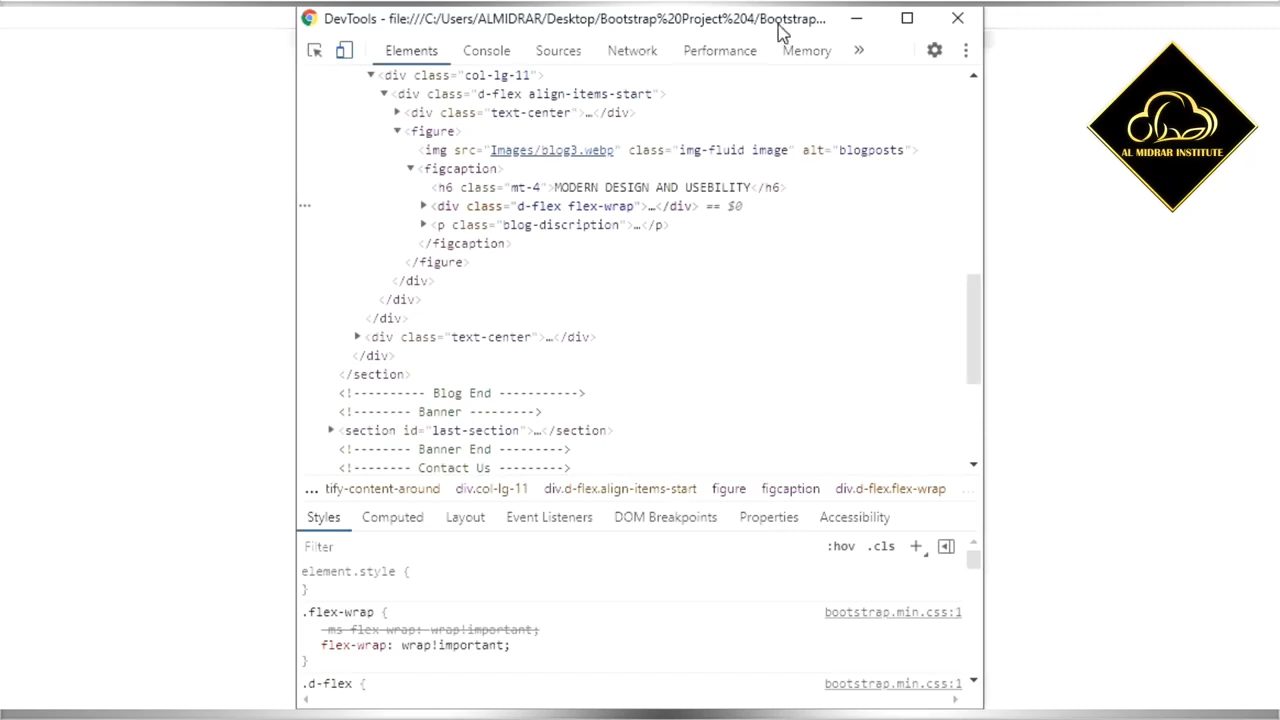 DevTools - file:///C:/Users/ALMIDRAR/Desktop/Bootstrap%20Project%204/Bootstrap...
Elements Console Sources Network Performance Memory »
<div class="col-lg-11">
<div class="d-flex align-items-start">
<div class="text-center">…</div>
<figure>
<img src="Images/blog3.webp" class="img-fluid image" alt="blogposts">
<figcaption>
<h6 class="mt-4">MODERN DESIGN AND USEBILITY</h6>
... <div class="d-flex flex-wrap">…</div> == $0
<p class="blog-discription">…</p>
</figcaption>
</figure>
</div>
</div>
</div>
<div class="text-center">…</div>
</div>
</section>
<!---------- Blog End ----------->
<!-------- Banner --------->
<section id="last-section">…</section>
<!-------- Banner End --------->
<!-------- Contact Us --------->
... tify-content-around div.col-lg-11 div.d-flex.align-items-start figure figcaption div.d-flex.flex-wrap ...
Styles Computed Layout Event Listeners DOM Breakpoints Properties Accessibility
Filter :hov .cls +
element.style {
}
.flex-wrap { bootstrap.min.css:1
-ms-flex-wrap: wrap!important;
flex-wrap: wrap!important;
}
.d-flex { bootstrap.min.css:1
AL MIDRAR INSTITUTE